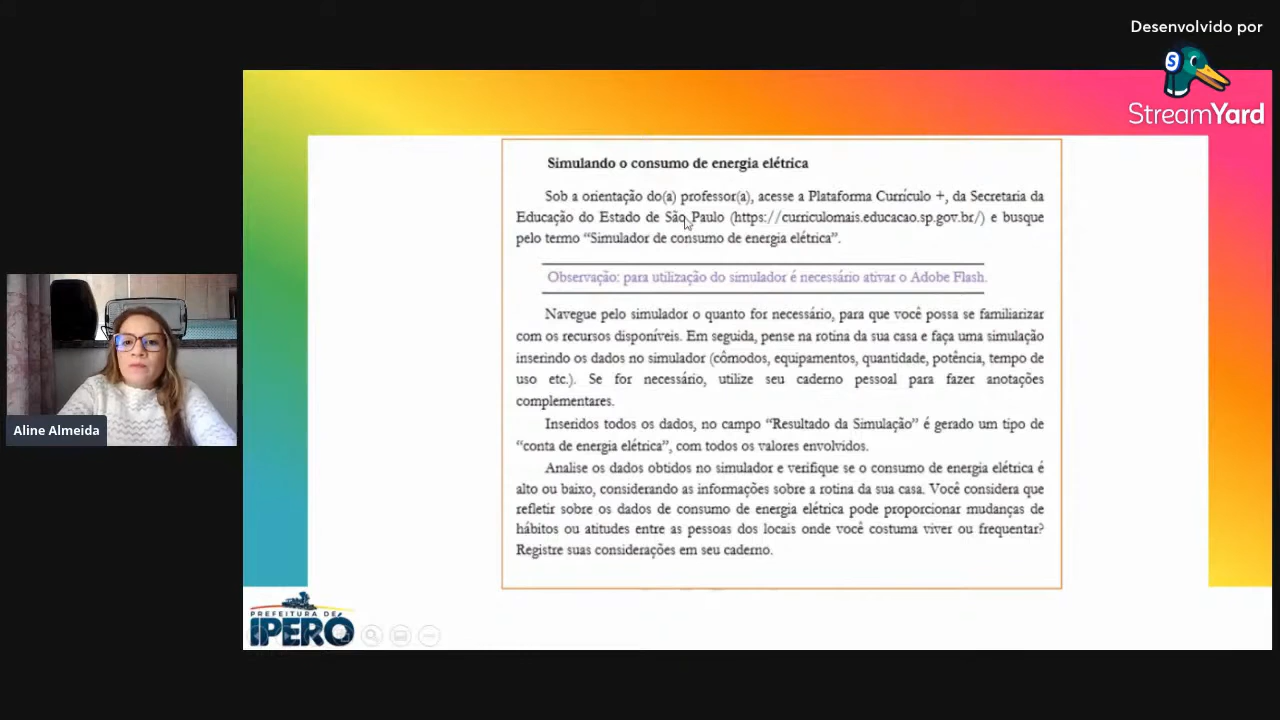 Desenvolvido por
StreamYard
Simulando o consumo de energia elétrica
Sob a orientação do(a) professor(a), acesse a Plataforma Currículo +, da Secretaria da
Educação do Estado de São Paulo (https://curriculomais.educacao.sp.gov.br/) e busque
pelo termo “Simulador de consumo de energia elétrica”.
Observação: para utilização do simulador é necessário ativar o Adobe Flash.
Navegue pelo simulador o quanto for necessário, para que você possa se familiarizar
com os recursos disponíveis. Em seguida, pense na rotina da sua casa e faça uma simulação
inserindo os dados no simulador (cômodos, equipamentos, quantidade, potência, tempo de
uso etc.). Se for necessário, utilize seu caderno pessoal para fazer anotações
complementares.
Inseridos todos os dados, no campo “Resultado da Simulação” é gerado um tipo de
“conta de energia elétrica”, com todos os valores envolvidos.
Analise os dados obtidos no simulador e verifique se o consumo de energia elétrica é
alto ou baixo, considerando as informações sobre a rotina da sua casa. Você considera que
refletir sobre os dados de consumo de energia elétrica pode proporcionar mudanças de
hábitos ou atitudes entre as pessoas dos locais onde você costuma viver ou frequentar?
Registre suas considerações em seu caderno.
Aline Almeida
PREFEITURA DE
IPERÓ